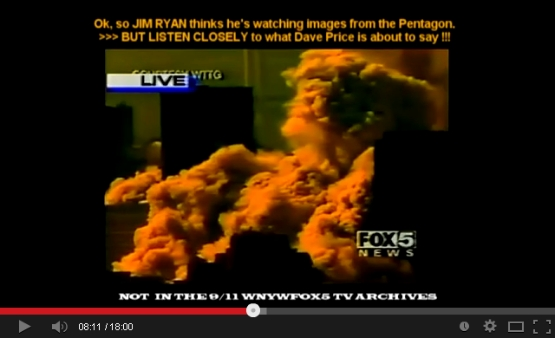 Ok, so JIM RYAN thinks he's watching images from the Pentagon.
>>> BUT LISTEN CLOSELY to what Dave Price is about to say !!!
COURTESY WTTG
LIVE
FOX 5
NEWS
NOT IN THE 9/11 WNYWFOX5 TV ARCHIVES
08:11 / 18:00